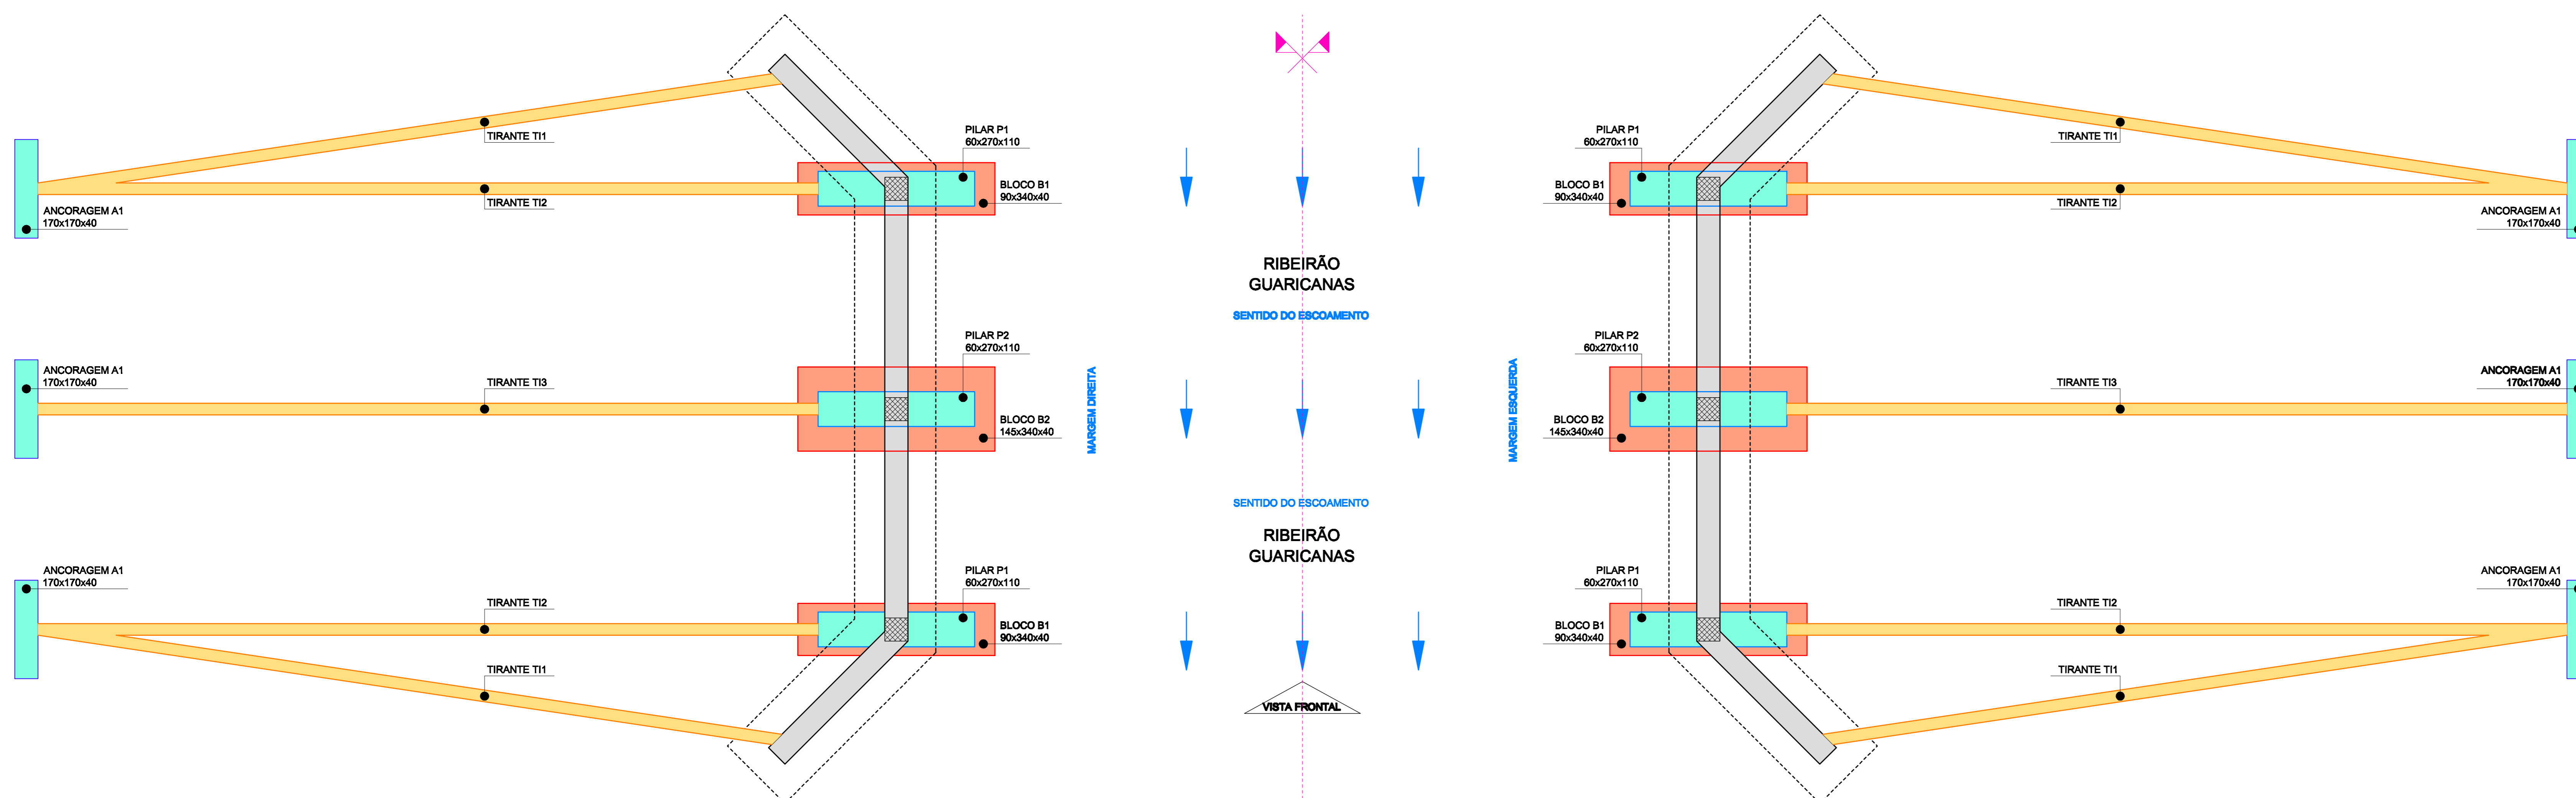 TIRANTE TI1
PILAR P1
60x270x110
PILAR P1
60x270x110
TIRANTE TI1
ANCORAGEM A1
170x170x40
TIRANTE TI2
BLOCO B1
90x340x40
BLOCO B1
90x340x40
TIRANTE TI2
ANCORAGEM A1
170x170x40
RIBEIRÃO
GUARICANAS
SENTIDO DO ESCOAMENTO
ANCORAGEM A1
170x170x40
TIRANTE TI3
PILAR P2
60x270x110
BLOCO B2
145x340x40
MARGEM DIREITA
MARGEM ESQUERDA
PILAR P2
60x270x110
BLOCO B2
145x340x40
TIRANTE TI3
ANCORAGEM A1
170x170x40
SENTIDO DO ESCOAMENTO
RIBEIRÃO
GUARICANAS
ANCORAGEM A1
170x170x40
TIRANTE TI2
PILAR P1
60x270x110
BLOCO B1
90x340x40
PILAR P1
60x270x110
BLOCO B1
90x340x40
TIRANTE TI2
ANCORAGEM A1
170x170x40
TIRANTE TI1
TIRANTE TI1
VISTA FRONTAL